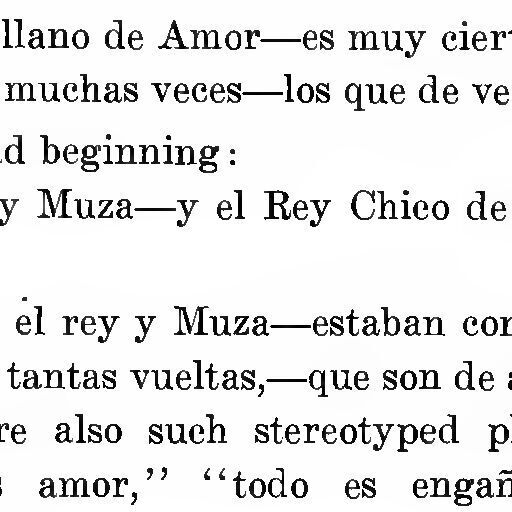 llano de Amor—es muy cier
muchas veces—los que de ve
d beginning:
y Muza—y el Rey Chico de
el rey y Muza—estaban con
tantas vueltas,—que son de a
re also such stereotyped p
s amor,” “todo es engañ